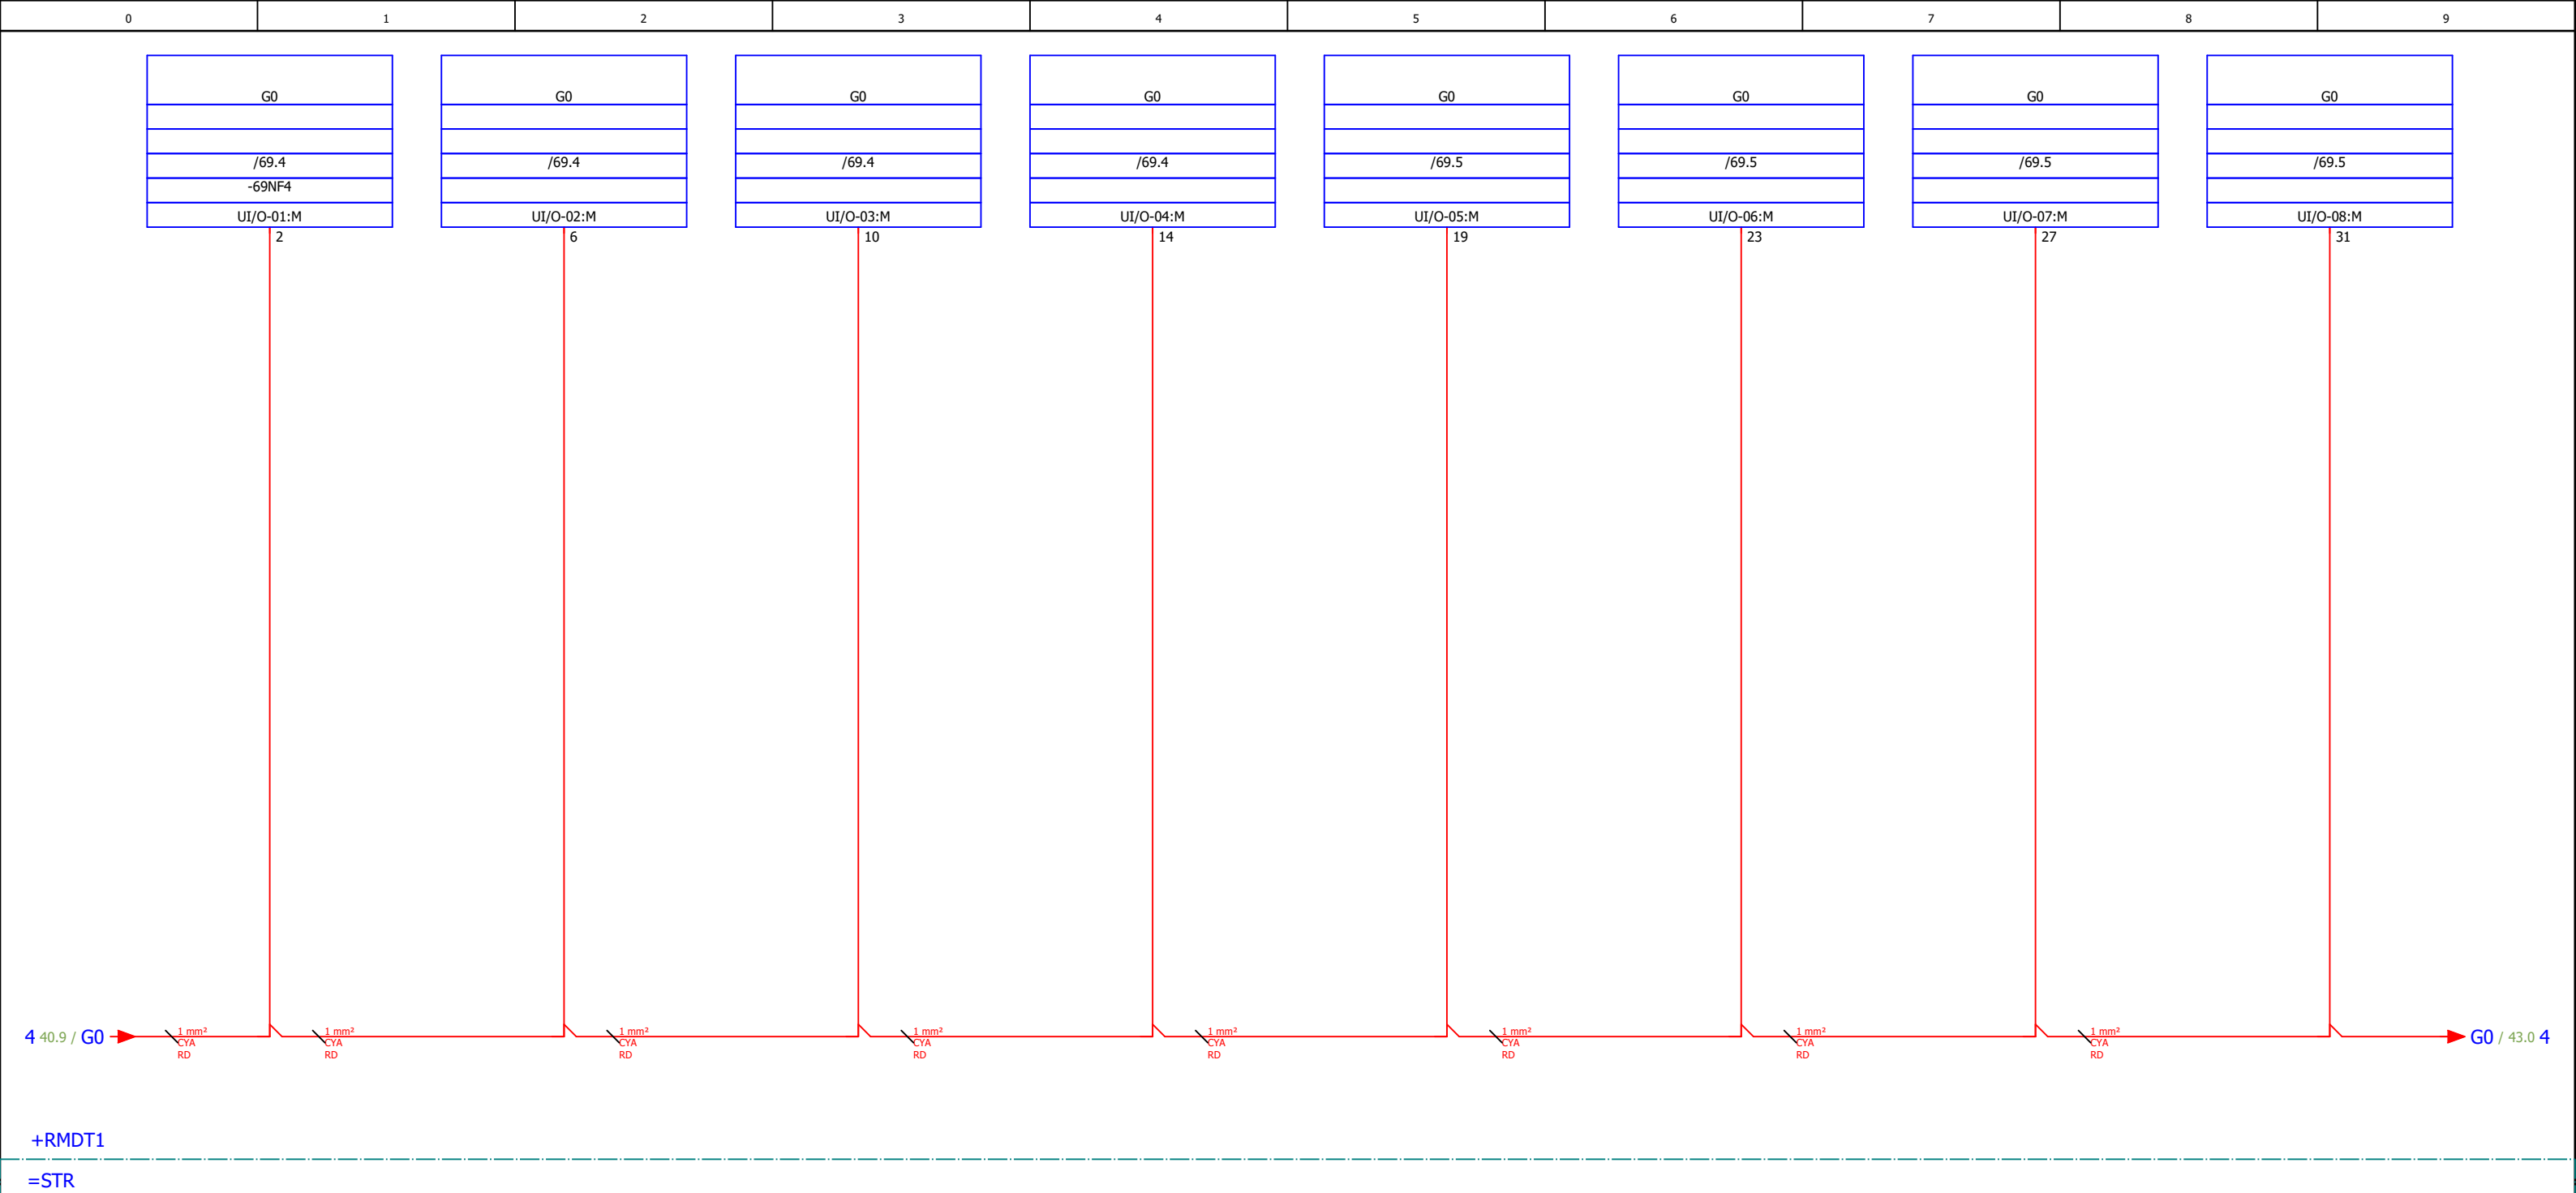 0 1 2 3 4 5 6 7 8 9
G0 G0 G0 G0 G0 G0 G0 G0
/69.4 /69.4 /69.4 /69.4 /69.5 /69.5 /69.5 /69.5
-69NF4
UI/O-01:M UI/O-02:M UI/O-03:M UI/O-04:M UI/O-05:M UI/O-06:M UI/O-07:M UI/O-08:M
2 6 10 14 19 23 27 31
1 mm² 1 mm² 1 mm² 1 mm² 1 mm² 1 mm² 1 mm² 1 mm²
4 40.9 / G0 G0 / 43.0 4
CYA CYA CYA CYA CYA CYA CYA CYA
RD RD RD RD RD RD RD RD
+RMDT1
=STR